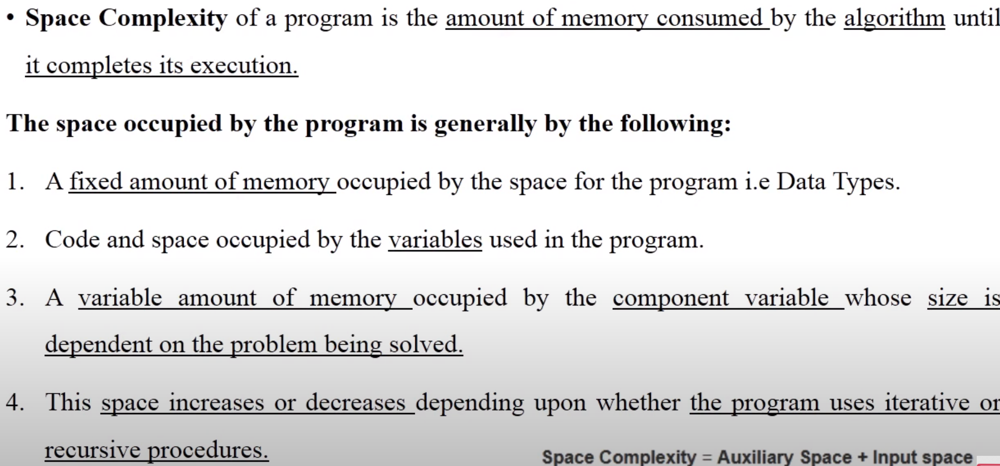 • Space Complexity of a program is the amount of memory consumed by the algorithm until
it completes its execution.
The space occupied by the program is generally by the following:
1. A fixed amount of memory occupied by the space for the program i.e Data Types.
2. Code and space occupied by the variables used in the program.
3. A variable amount of memory occupied by the component variable whose size is
dependent on the problem being solved.
4. This space increases or decreases depending upon whether the program uses iterative or
recursive procedures.
Space Complexity = Auxiliary Space + Input space